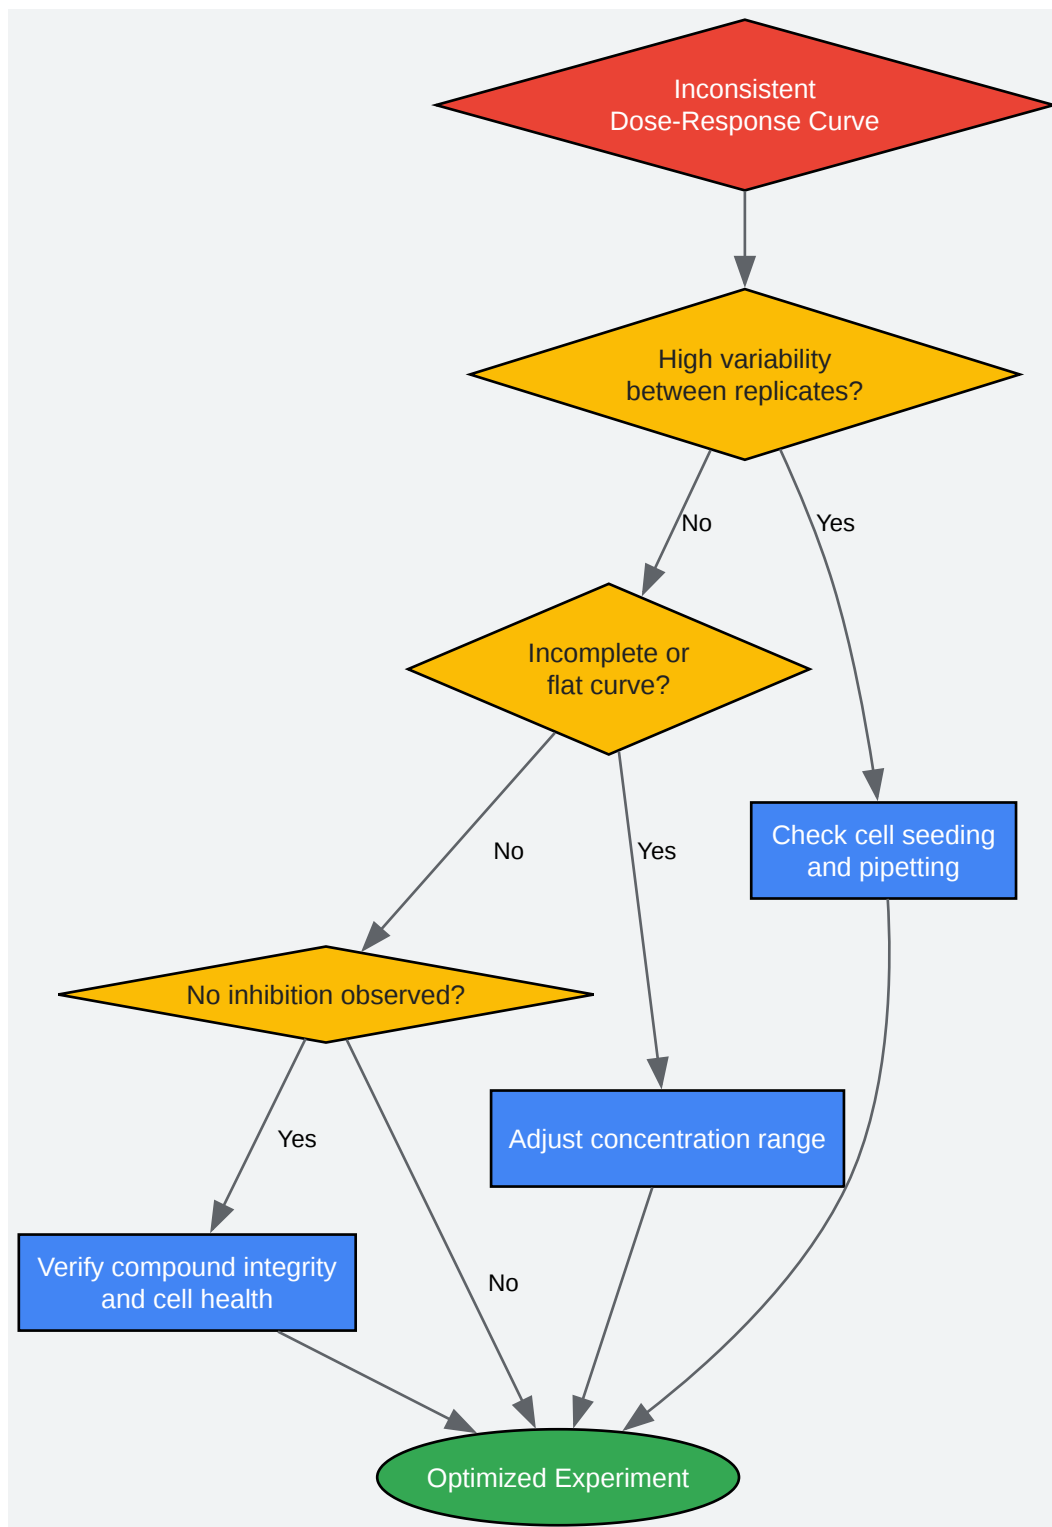 Inconsistent
Dose-Response Curve
High variability
between replicates?
No
Yes
Incomplete or
flat curve?
Check cell seeding
and pipetting
No
Yes
No inhibition observed?
Adjust concentration range
Yes
Verify compound integrity
and cell health
No
Optimized Experiment